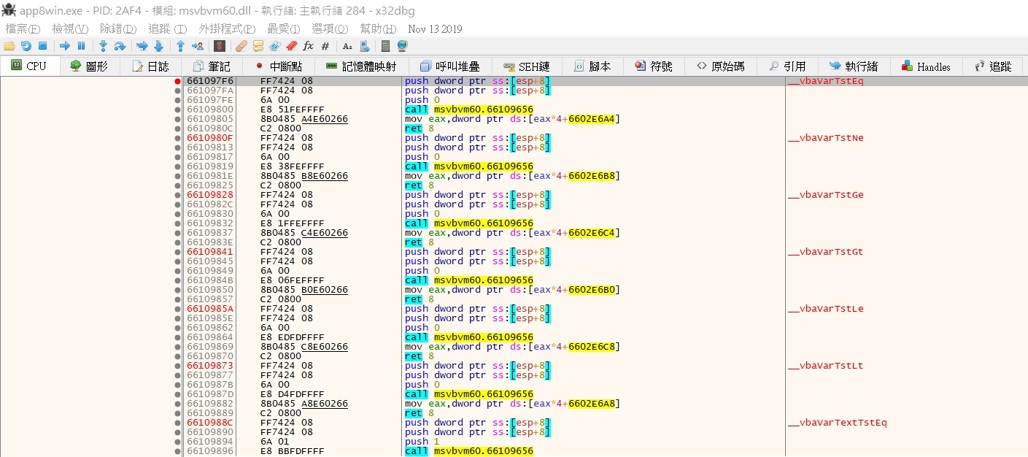 app8win.exe - PID: 2AF4 - 模組: msvbvm60.dll - 執行緒: 主執行緒 284 - x32dbg
檔案(F) 檢視(V) 除錯(D) 追蹤 (T) 外掛程式(P) 最愛(I) 選項(O) 幫助(H) Nov 13 2019
CPU 圖形 日誌 筆記 中斷點 記憶體映射 呼叫堆疊 SEH鏈 腳本 符號 原始碼 引用 執行緒 Handles 追蹤
661097F6 FF7424 08 push dword ptr ss:[esp+8] __vbaVarTstEq
661097FA FF7424 08 push dword ptr ss:[esp+8]
661097FE 6A 00 push 0
66109800 E8 51FEFFFF call msvbvm60.66109656
66109805 8B0485 A4E60266 mov eax,dword ptr ds:[eax*4+6602E6A4]
6610980C C2 0800 ret 8
6610980F FF7424 08 push dword ptr ss:[esp+8] __vbaVarTstNe
66109813 FF7424 08 push dword ptr ss:[esp+8]
66109817 6A 00 push 0
66109819 E8 38FEFFFF call msvbvm60.66109656
6610981E 8B0485 B8E60266 mov eax,dword ptr ds:[eax*4+6602E6B8]
66109825 C2 0800 ret 8
66109828 FF7424 08 push dword ptr ss:[esp+8] __vbaVarTstGe
6610982C FF7424 08 push dword ptr ss:[esp+8]
66109830 6A 00 push 0
66109832 E8 1FFEFFFF call msvbvm60.66109656
66109837 8B0485 C4E60266 mov eax,dword ptr ds:[eax*4+6602E6C4]
6610983E C2 0800 ret 8
66109841 FF7424 08 push dword ptr ss:[esp+8] __vbaVarTstGt
66109845 FF7424 08 push dword ptr ss:[esp+8]
66109849 6A 00 push 0
6610984B E8 06FEFFFF call msvbvm60.66109656
66109850 8B0485 B0E60266 mov eax,dword ptr ds:[eax*4+6602E6B0]
66109857 C2 0800 ret 8
6610985A FF7424 08 push dword ptr ss:[esp+8] __vbaVarTstLe
6610985E FF7424 08 push dword ptr ss:[esp+8]
66109862 6A 00 push 0
66109864 E8 EDFDFFFF call msvbvm60.66109656
66109869 8B0485 C8E60266 mov eax,dword ptr ds:[eax*4+6602E6C8]
66109870 C2 0800 ret 8
66109873 FF7424 08 push dword ptr ss:[esp+8] __vbaVarTstLt
66109877 FF7424 08 push dword ptr ss:[esp+8]
6610987B 6A 00 push 0
6610987D E8 D4FDFFFF call msvbvm60.66109656
66109882 8B0485 A8E60266 mov eax,dword ptr ds:[eax*4+6602E6A8]
66109889 C2 0800 ret 8
6610988C FF7424 08 push dword ptr ss:[esp+8] __vbaVarTextTstEq
66109890 FF7424 08 push dword ptr ss:[esp+8]
66109894 6A 01 push 1
66109896 E8 BBFDFFFF call msvbvm60.66109656